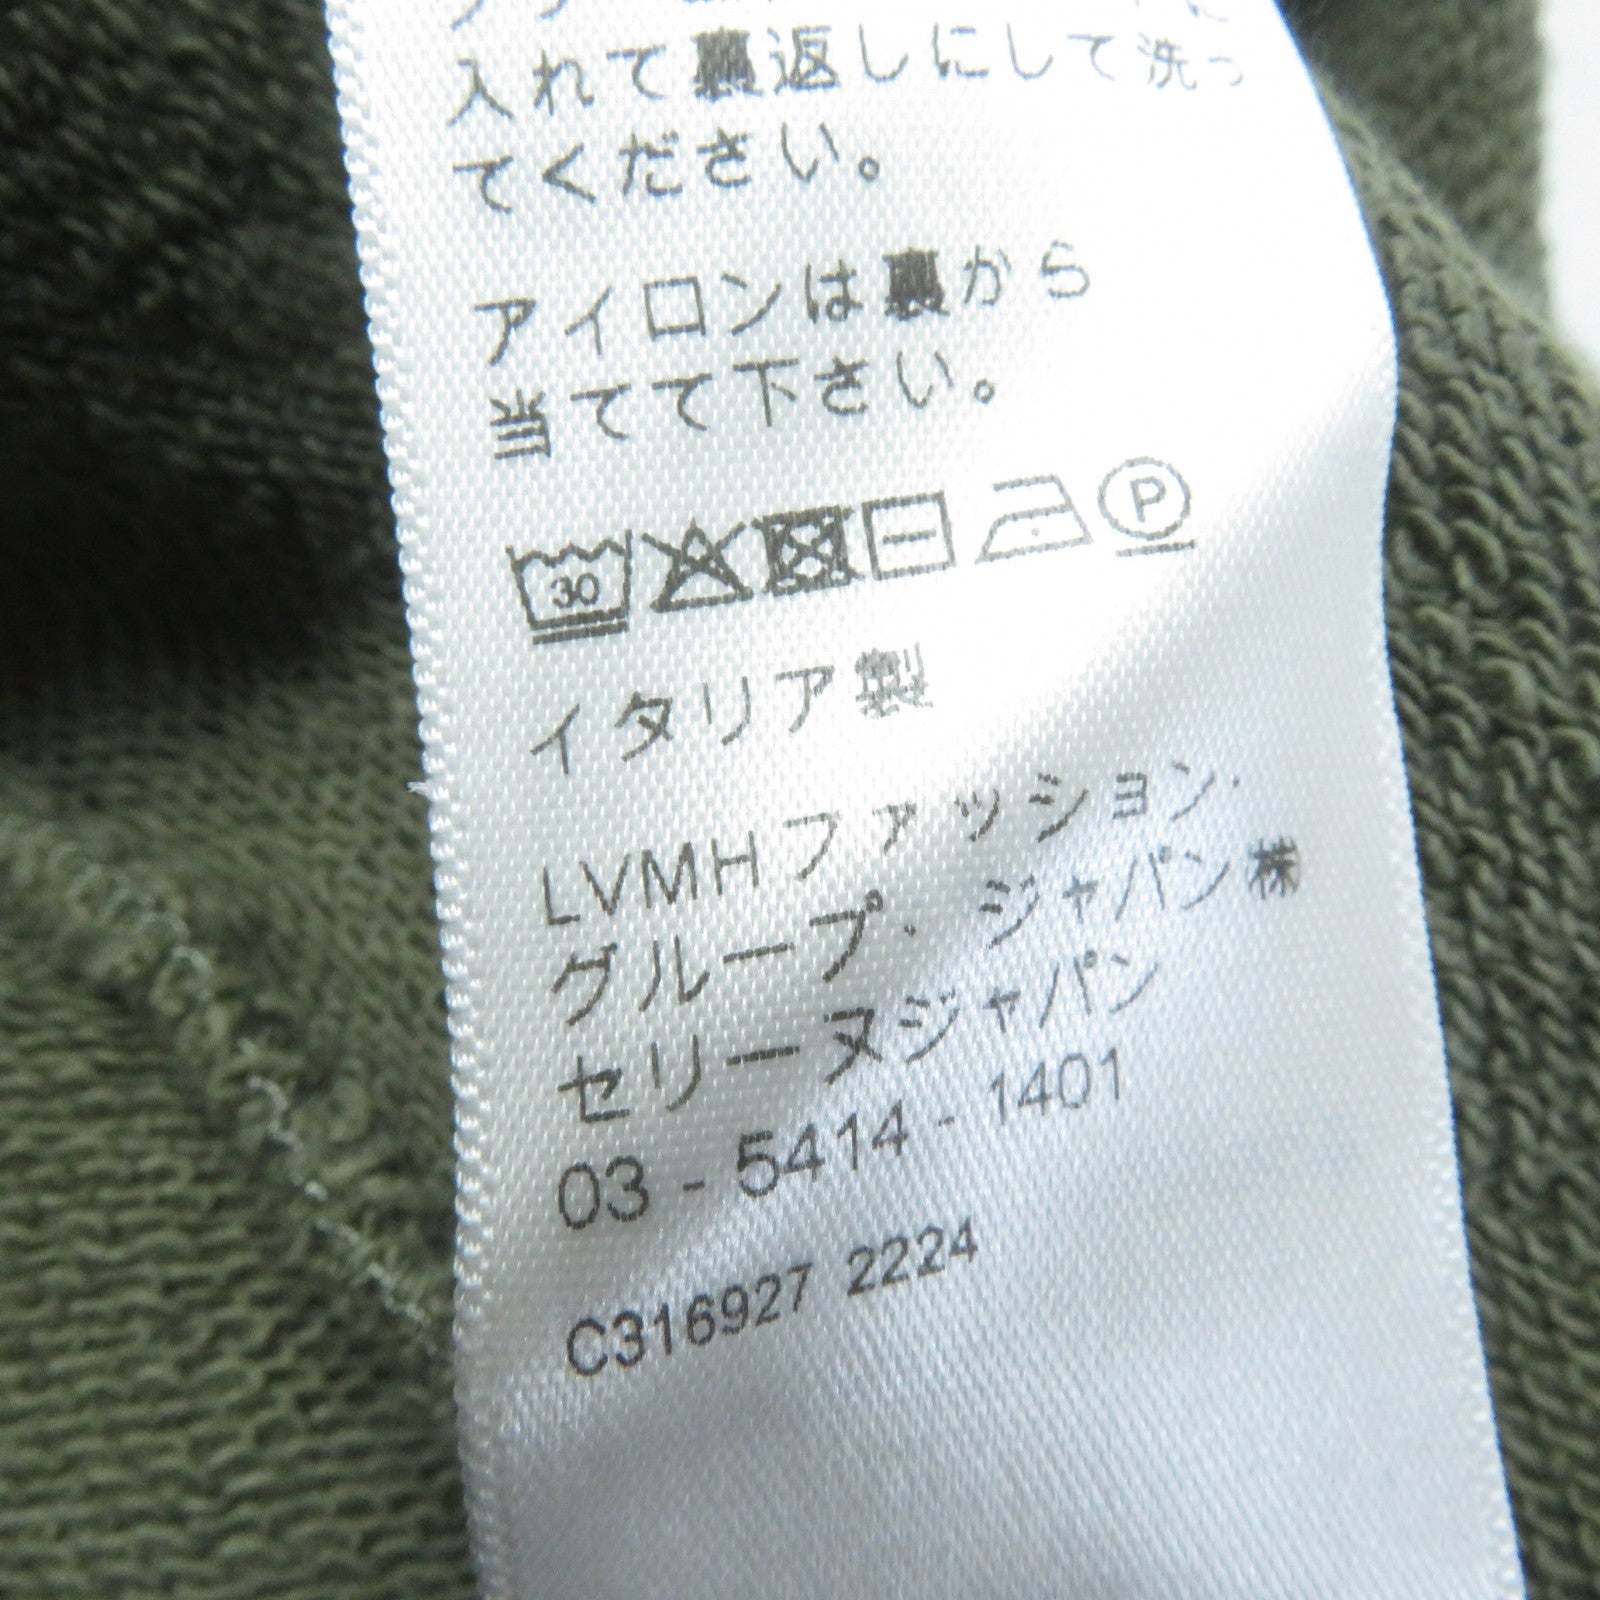 入れて裏返しにして洗っ
てください。
アイロンは裏から
当てて下さい。
30 P
イタリア製
LVMHファッション·
グループ·ジャパン株
セリーヌジャパン
03 - 5414 - 1401
C316927 2224